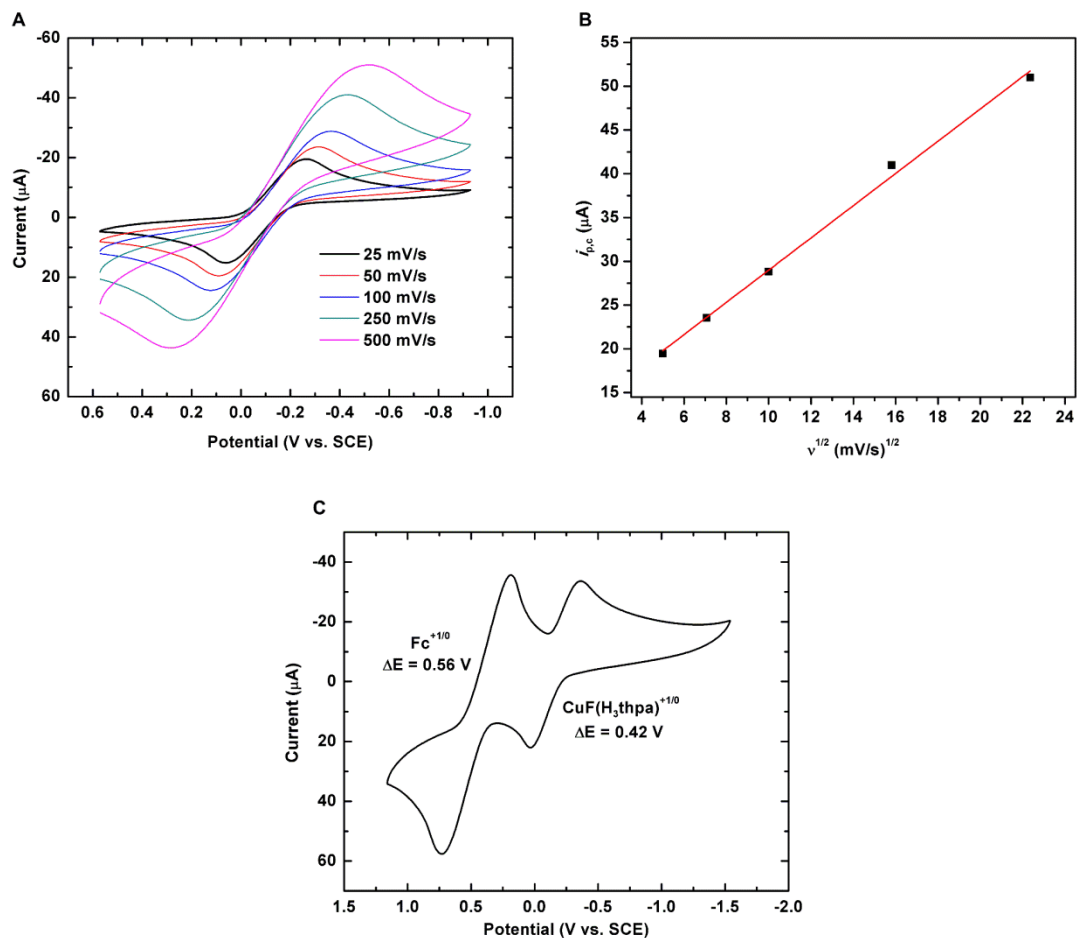 A
-60
-40
-20
0
20
40
60
Current (μA)
25 mV/s
50 mV/s
100 mV/s
250 mV/s
500 mV/s
0.6 0.4 0.2 0.0 -0.2 -0.4 -0.6 -0.8 -1.0
Potential (V vs. SCE)
B
55
50
45
40
35
30
25
20
15
i_p,c (μA)
4 6 8 10 12 14 16 18 20 22 24
ν^1/2 (mV/s)^1/2
C
-40
-20
0
20
40
60
Current (μA)
Fc^+1/0
ΔE = 0.56 V
CuF(H₃thpa)^+1/0
ΔE = 0.42 V
1.5 1.0 0.5 0.0 -0.5 -1.0 -1.5 -2.0
Potential (V vs. SCE)